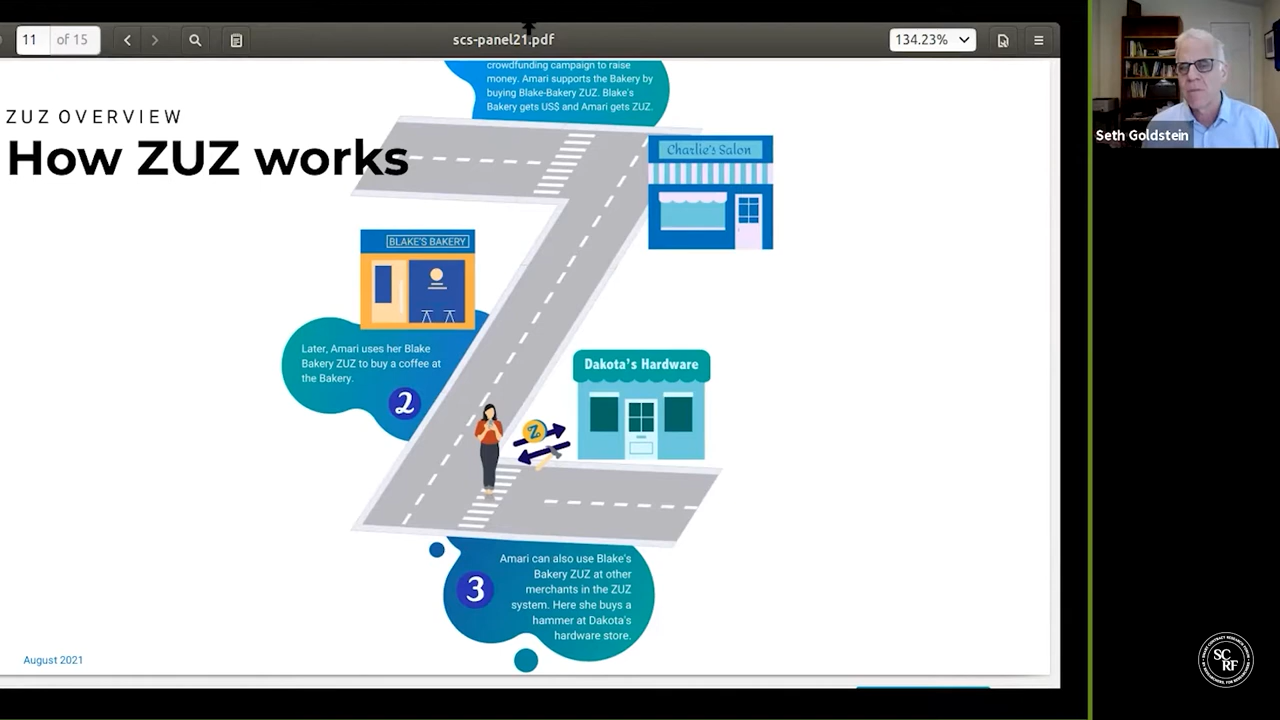 11
of 15
scs-panel21.pdf
134.23%
Seth Goldstein
ZUZ OVERVIEW
How ZUZ works
crowdfunding campaign to raise
money. Amari supports the Bakery by
buying Blake-Bakery ZUZ. Blake's
Bakery gets US$ and Amari gets ZUZ.
Charlie's Salon
BLAKE'S BAKERY
Later, Amari uses her Blake
Bakery ZUZ to buy a coffee at
the Bakery.
2
Dakota's Hardware
Z
3
Amari can also use Blake's
Bakery ZUZ at other
merchants in the ZUZ
system. Here she buys a
hammer at Dakota's
hardware store.
August 2021
SC
RF